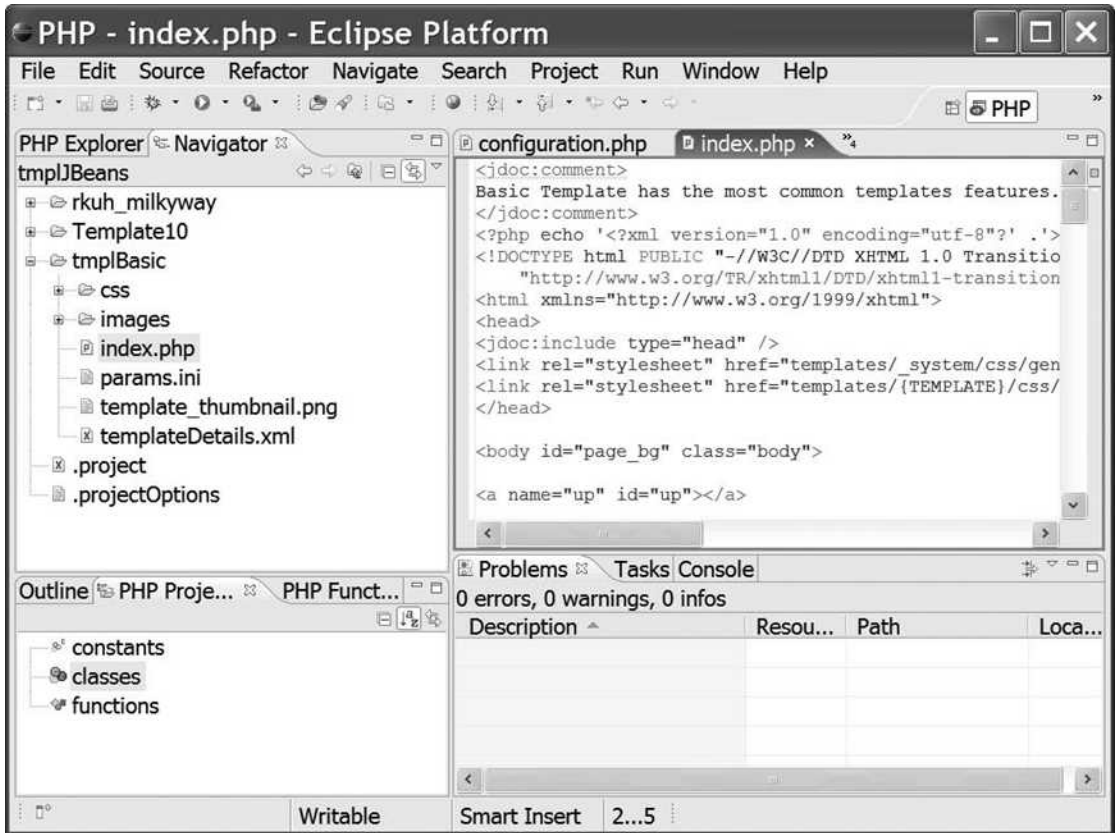 PHP - index.php - Eclipse Platform
File Edit Source Refactor Navigate Search Project Run Window Help
PHP
PHP Explorer Navigator
tmplJBeans
rkuh_milkyway
Template10
tmplBasic
css
images
index.php
params.ini
template_thumbnail.png
templateDetails.xml
.project
.projectOptions
configuration.php index.php 4
<jdoc:comment>
Basic Template has the most common templates features.
</jdoc:comment>
<?php echo '<?xml version="1.0" encoding="utf-8"?' .'>
<!DOCTYPE html PUBLIC "-//W3C//DTD XHTML 1.0 Transitio
"http://www.w3.org/TR/xhtml1/DTD/xhtml1-transition
<html xmlns="http://www.w3.org/1999/xhtml">
<head>
<jdoc:include type="head" />
<link rel="stylesheet" href="templates/_system/css/gen
<link rel="stylesheet" href="templates/{TEMPLATE}/css/
</head>
<body id="page_bg" class="body">
<a name="up" id="up"></a>
Outline PHP Proje... PHP Funct...
constants
classes
functions
Problems Tasks Console
0 errors, 0 warnings, 0 infos
Description Resou... Path Loca...
Writable Smart Insert 2...5